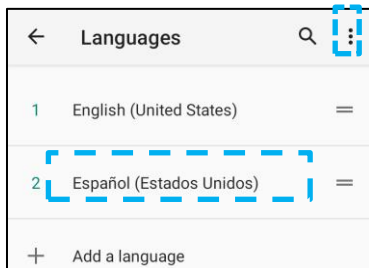 Languages
1 English (United States)
2 Español (Estados Unidos)
Add a language